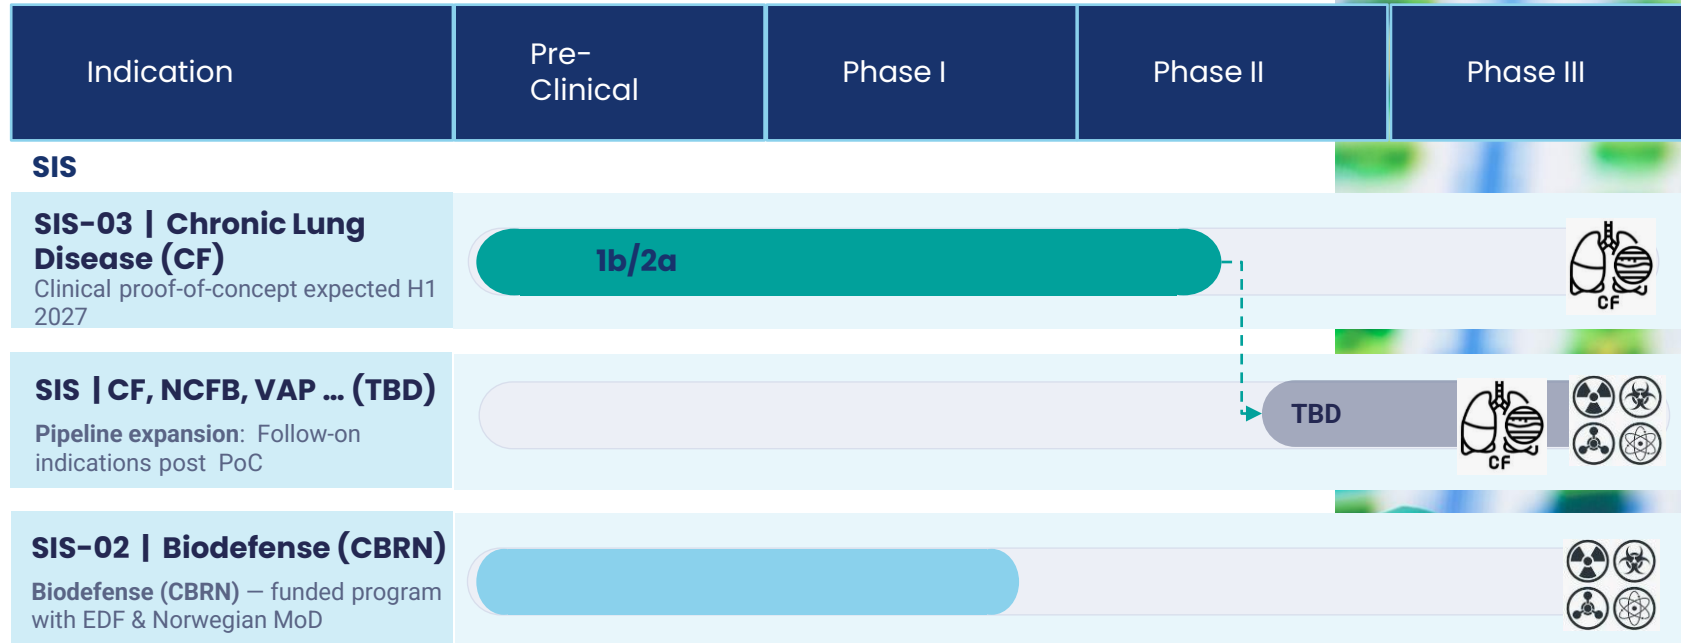 Indication
Pre-
Clinical
Phase I
Phase II
Phase III
SIS
SIS-03 | Chronic Lung
Disease (CF)
Clinical proof-of-concept expected H1
2027
1b/2a
CF
SIS | CF, NCFB, VAP ... (TBD)
Pipeline expansion: Follow-on
indications post PoC
TBD
CF
SIS-02 | Biodefense (CBRN)
Biodefense (CBRN) — funded program
with EDF & Norwegian MoD